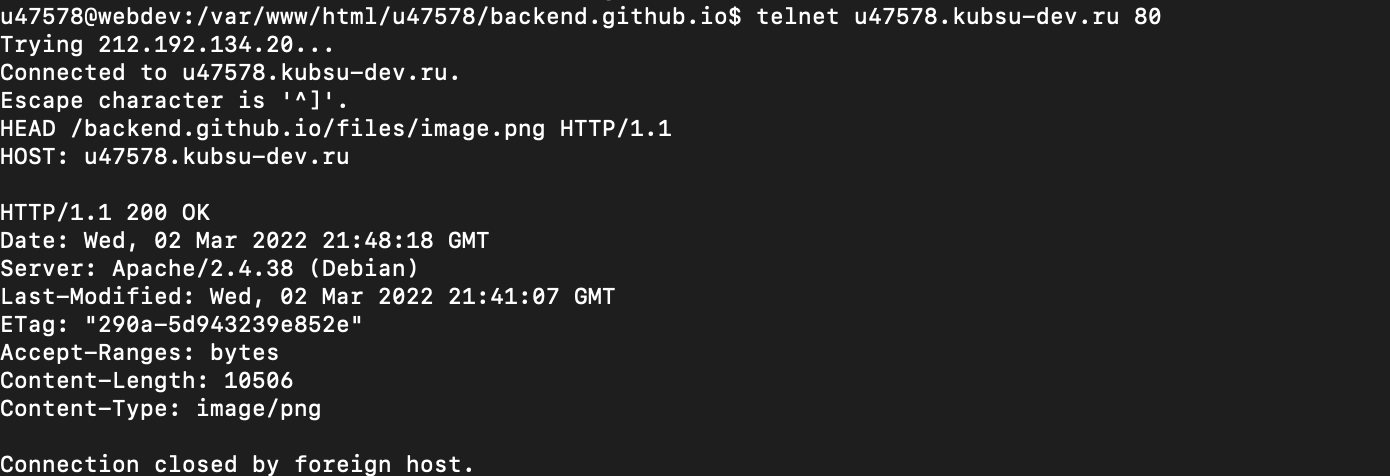 u47578@webdev:/var/www/html/u47578/backend.github.io$ telnet u47578.kubsu-dev.ru 80
Trying 212.192.134.20...
Connected to u47578.kubsu-dev.ru.
Escape character is '^]'.
HEAD /backend.github.io/files/image.png HTTP/1.1
HOST: u47578.kubsu-dev.ru
HTTP/1.1 200 OK
Date: Wed, 02 Mar 2022 21:48:18 GMT
Server: Apache/2.4.38 (Debian)
Last-Modified: Wed, 02 Mar 2022 21:41:07 GMT
ETag: "290a-5d943239e852e"
Accept-Ranges: bytes
Content-Length: 10506
Content-Type: image/png
Connection closed by foreign host.